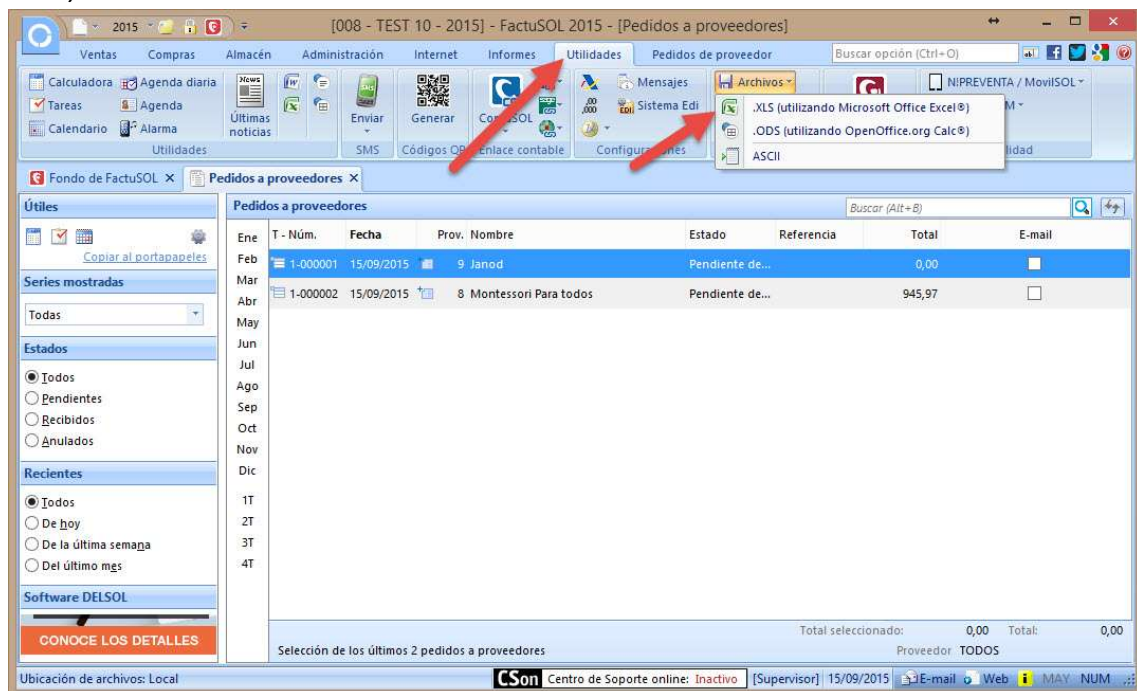 2015
[008 - TEST 10 - 2015] - FactuSOL 2015 - [Pedidos a proveedores]
Ventas Compras Almacén Administración Internet Informes Utilidades Pedidos de proveedor Buscar opción (Ctrl+O)
Calculadora Agenda diaria
Tareas Agenda
Calendario Alarma
Utilidades
News
Últimas
noticias
Enviar
SMS
Generar
Códigos QR
Enlace contable
Mensajes
Sistema Edi
Archivos
N!PREVENTA / MovilSOL
.XLS (utilizando Microsoft Office Excel®)
.ODS (utilizando OpenOffice.org Calc®)
ASCII
Fondo de FactuSOL Pedidos a proveedores
Útiles
Copiar al portapapeles
Series mostradas
Todas
Estados
Todos
Pendientes
Recibidos
Anulados
Recientes
Todos
De hoy
De la última semana
Del último mes
Software DELSOL
CONOCE LOS DETALLES
Pedidos a proveedores Buscar (Alt+B)
Ene
Feb
Mar
Abr
May
Jun
Jul
Ago
Sep
Oct
Nov
Dic
1T
2T
3T
4T
T - Núm. Fecha Prov. Nombre Estado Referencia Total E-mail
1-000001 15/09/2015 9 Janod Pendiente de... 0,00
1-000002 15/09/2015 8 Montessori Para todos Pendiente de... 945,97
Total seleccionado: 0,00 Total: 0,00
Selección de los últimos 2 pedidos a proveedores Proveedor TODOS
Ubicación de archivos: Local CSon Centro de Soporte online: Inactivo [Supervisor] 15/09/2015 E-mail Web MAY NUM